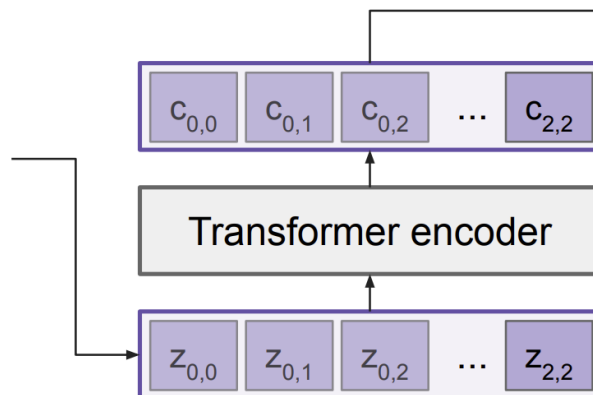 c0,0 c0,1 c0,2 ... c2,2
Transformer encoder
z0,0 z0,1 z0,2 ... z2,2